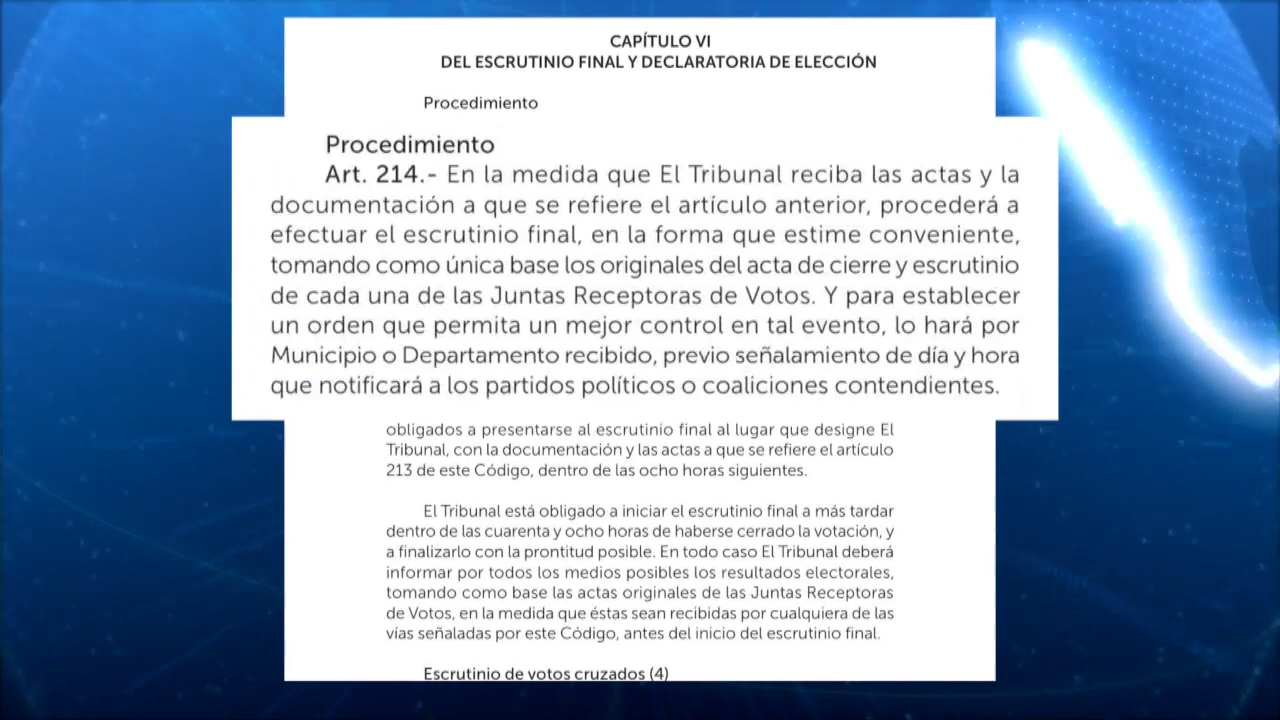 CAPÍTULO VI
DEL ESCRUTINIO FINAL Y DECLARATORIA DE ELECCIÓN
Procedimiento
Procedimiento
Art. 214.- En la medida que El Tribunal reciba las actas y la
documentación a que se refiere el artículo anterior, procederá a
efectuar el escrutinio final, en la forma que estime conveniente,
tomando como única base los originales del acta de cierre y escrutinio
de cada una de las Juntas Receptoras de Votos. Y para establecer
un orden que permita un mejor control en tal evento, lo hará por
Municipio o Departamento recibido, previo señalamiento de día y hora
que notificará a los partidos políticos o coaliciones contendientes.
obligados a presentarse al escrutinio final al lugar que designe El
Tribunal, con la documentación y las actas a que se refiere el artículo
213 de este Código, dentro de las ocho horas siguientes.
El Tribunal está obligado a iniciar el escrutinio final a más tardar
dentro de las cuarenta y ocho horas de haberse cerrado la votación, y
a finalizarlo con la prontitud posible. En todo caso El Tribunal deberá
informar por todos los medios posibles los resultados electorales,
tomando como base las actas originales de las Juntas Receptoras
de Votos, en la medida que éstas sean recibidas por cualquiera de las
vías señaladas por este Código, antes del inicio del escrutinio final.
Escrutinio de votos cruzados (4)